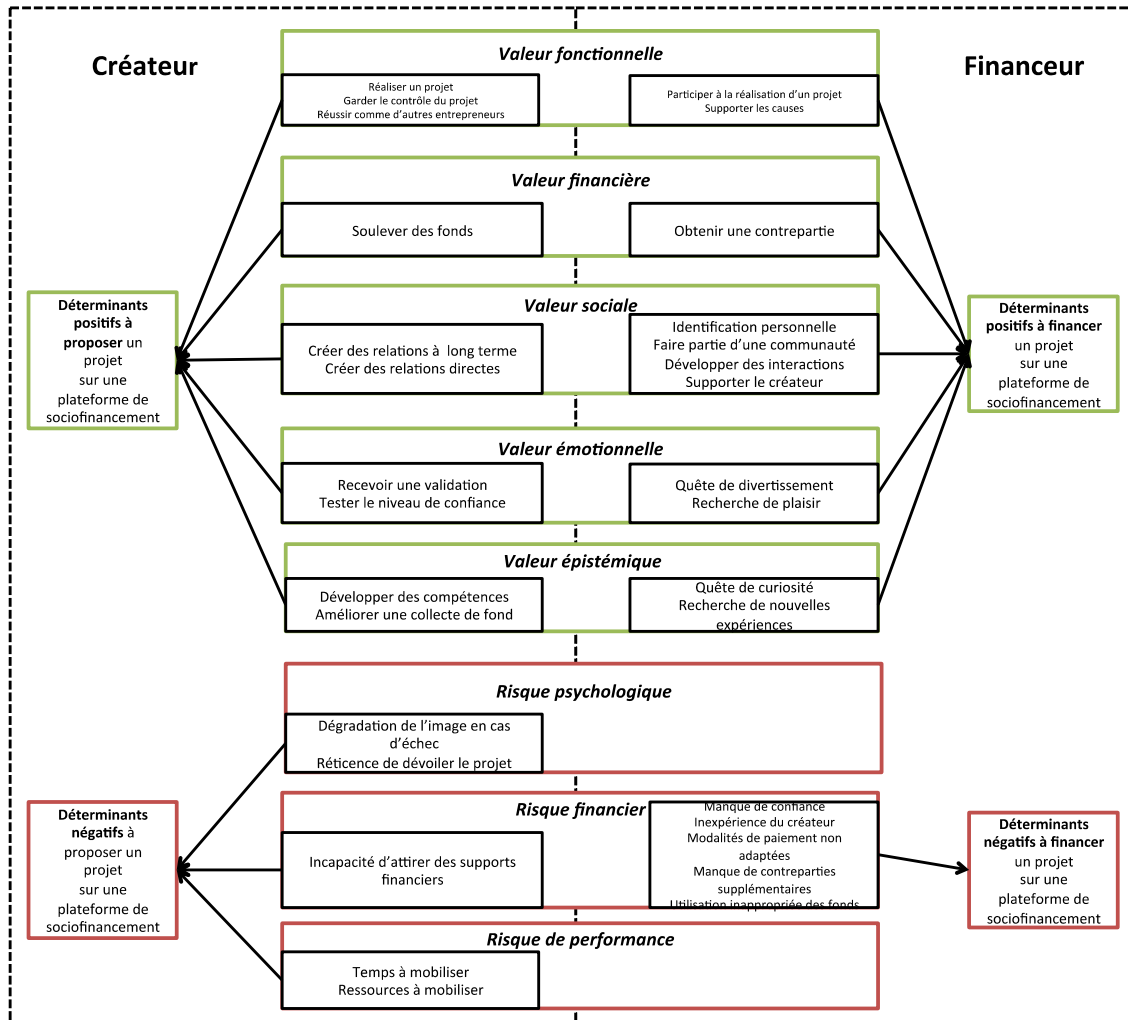 Créateur
Financeur
Valeur fonctionnelle
Réaliser un projet
Garder le contrôle du projet
Réussir comme d'autres entrepreneurs
Participer à la réalisation d'un projet
Supporter les causes
Valeur financière
Soulever des fonds
Obtenir une contrepartie
Valeur sociale
Créer des relations à long terme
Créer des relations directes
Identification personnelle
Faire partie d'une communauté
Développer des interactions
Supporter le créateur
Déterminants
positifs à
proposer un
projet
sur une
plateforme de
sociofinancement
Déterminants
positifs à financer
un projet
sur une
plateforme de
sociofinancement
Valeur émotionnelle
Recevoir une validation
Tester le niveau de confiance
Quête de divertissement
Recherche de plaisir
Valeur épistémique
Développer des compétences
Améliorer une collecte de fond
Quête de curiosité
Recherche de nouvelles
expériences
Risque psychologique
Dégradation de l'image en cas
d'échec
Réticence de dévoiler le projet
Risque financier
Incapacité d'attirer des supports
financiers
Manque de confiance
Inexpérience du créateur
Modalités de paiement non
adaptées
Manque de contreparties
supplémentaires
Utilisation inappropriée des fonds
Déterminants
négatifs à
proposer un
projet
sur une
plateforme de
sociofinancement
Déterminants
négatifs à financer
un projet
sur une
plateforme de
sociofinancement
Risque de performance
Temps à mobiliser
Ressources à mobiliser